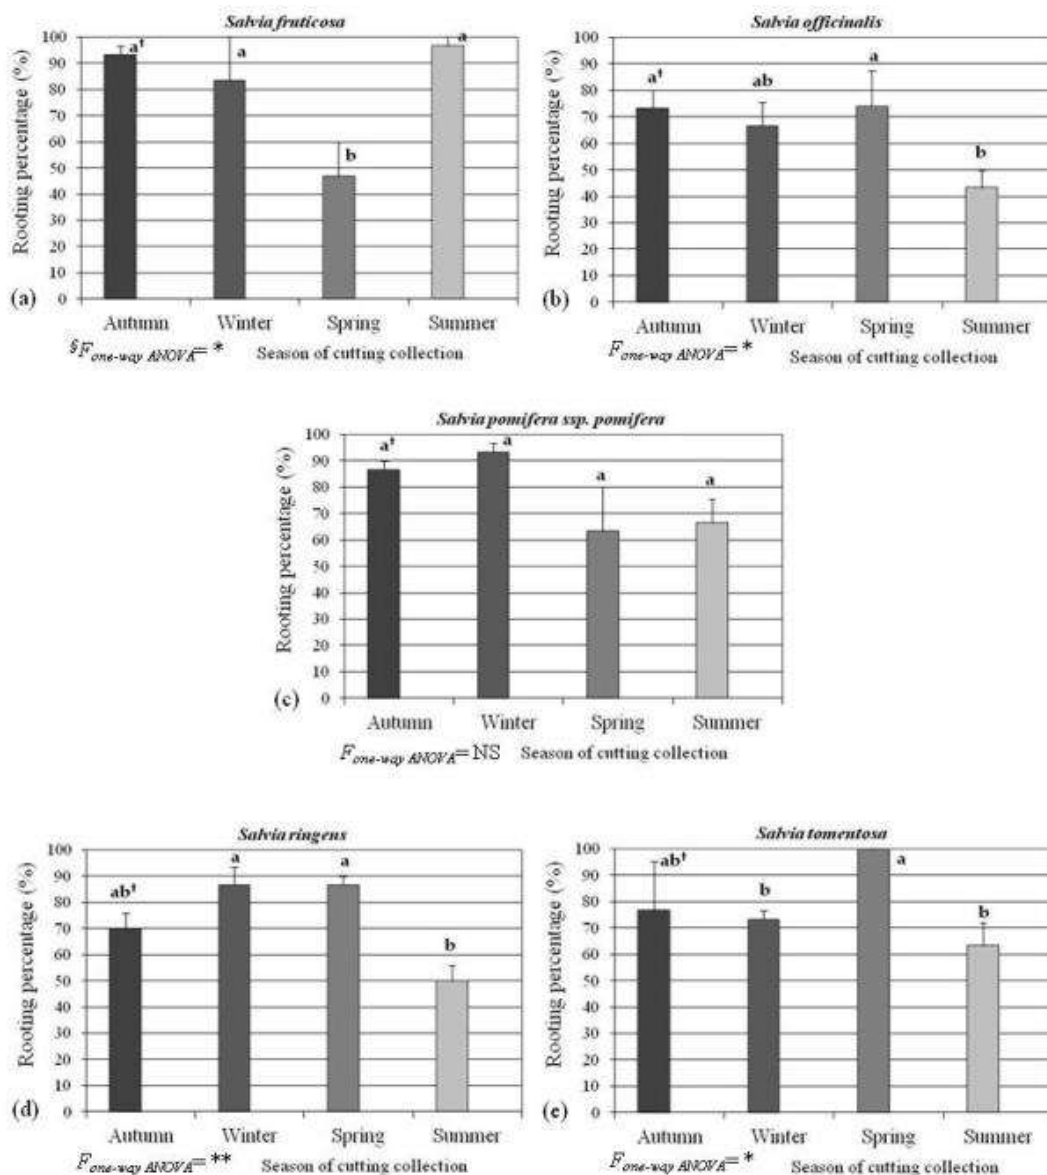 Salvia fruticosa
Rooting percentage (%)
100
90
80
70
60
50
40
30
20
10
0
a†
a
b
a
Autumn Winter Spring Summer
(a)
§F one-way ANOVA= * Season of cutting collection
Salvia officinalis
Rooting percentage (%)
100
90
80
70
60
50
40
30
20
10
0
a†
ab
a
b
Autumn Winter Spring Summer
(b)
F one-way ANOVA= * Season of cutting collection
Salvia pomifera ssp. pomifera
Rooting percentage (%)
100
90
80
70
60
50
40
30
20
10
0
a†
a
a
a
Autumn Winter Spring Summer
(c)
F one-way ANOVA= NS Season of cutting collection
Salvia ringens
Rooting percentage (%)
100
90
80
70
60
50
40
30
20
10
0
ab†
a
a
b
Autumn Winter Spring Summer
(d)
F one-way ANOVA= ** Season of cutting collection
Salvia tomentosa
Rooting percentage (%)
100
90
80
70
60
50
40
30
20
10
0
ab†
b
a
b
Autumn Winter Spring Summer
(e)
F one-way ANOVA= * Season of cutting collection